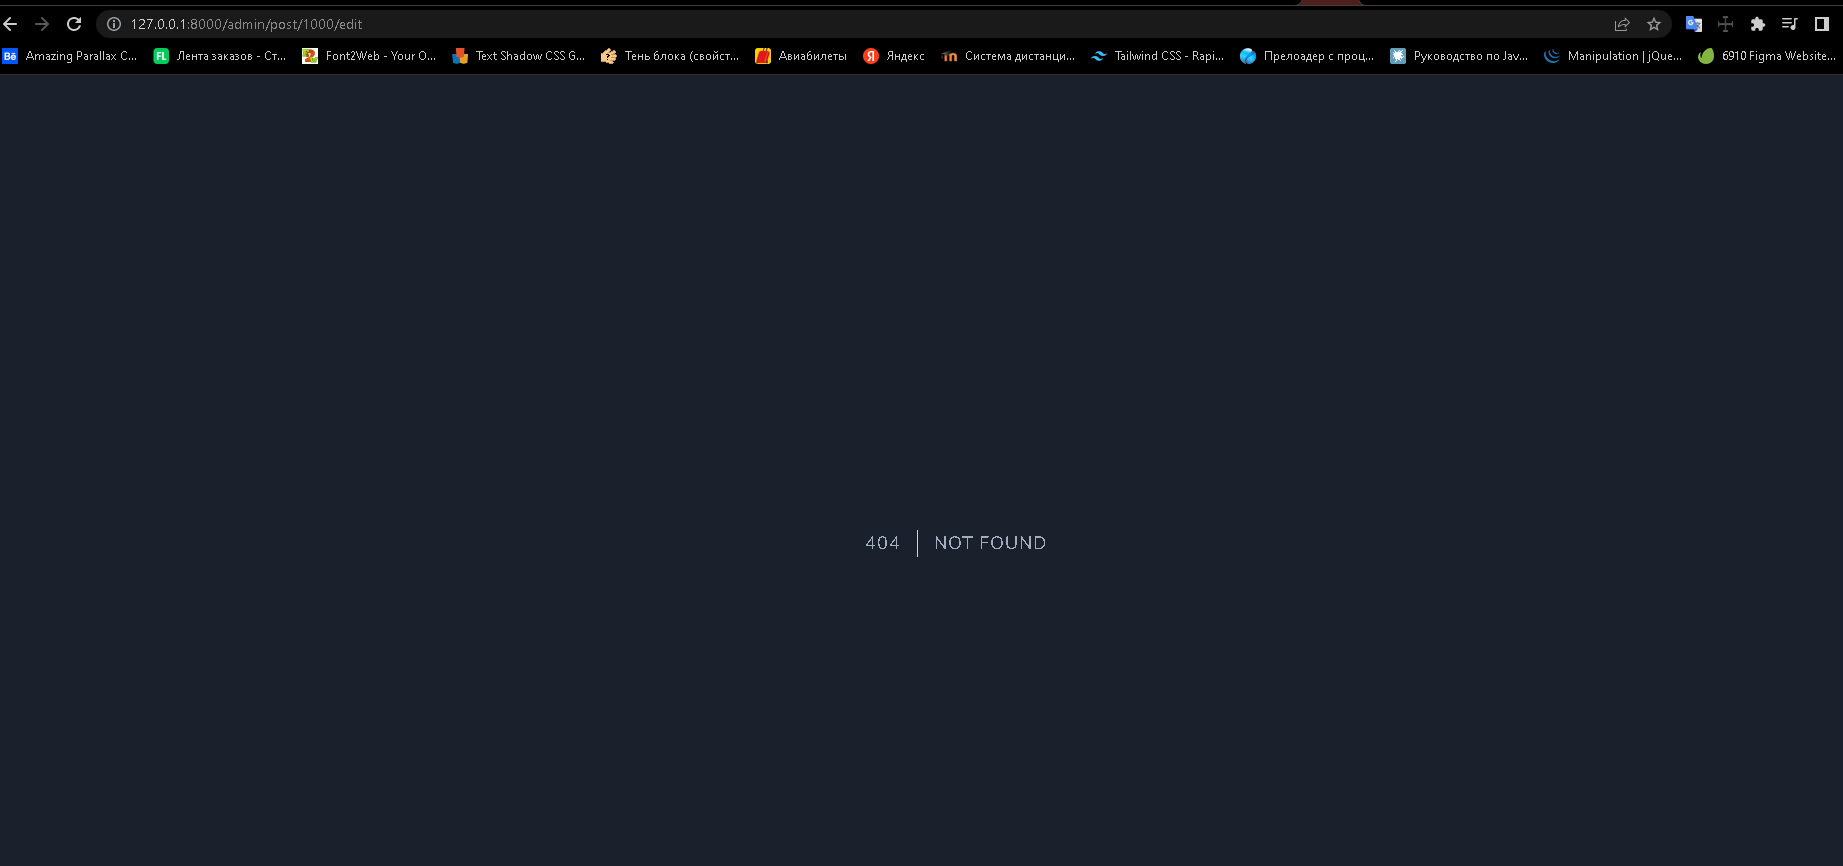 127.0.0.1:8000/admin/post/1000/edit
Bē Amazing Parallax C... FL Лента заказов - Ст... Font2Web - Your O... Text Shadow CSS G... Тень блока (свойст... Авиабилеты Я Яндекс Система дистанци... Tailwind CSS - Rapi... Прелоадер с проц... Руководство по Jav... Manipulation | jQue... 6910 Figma Website...
404 NOT FOUND